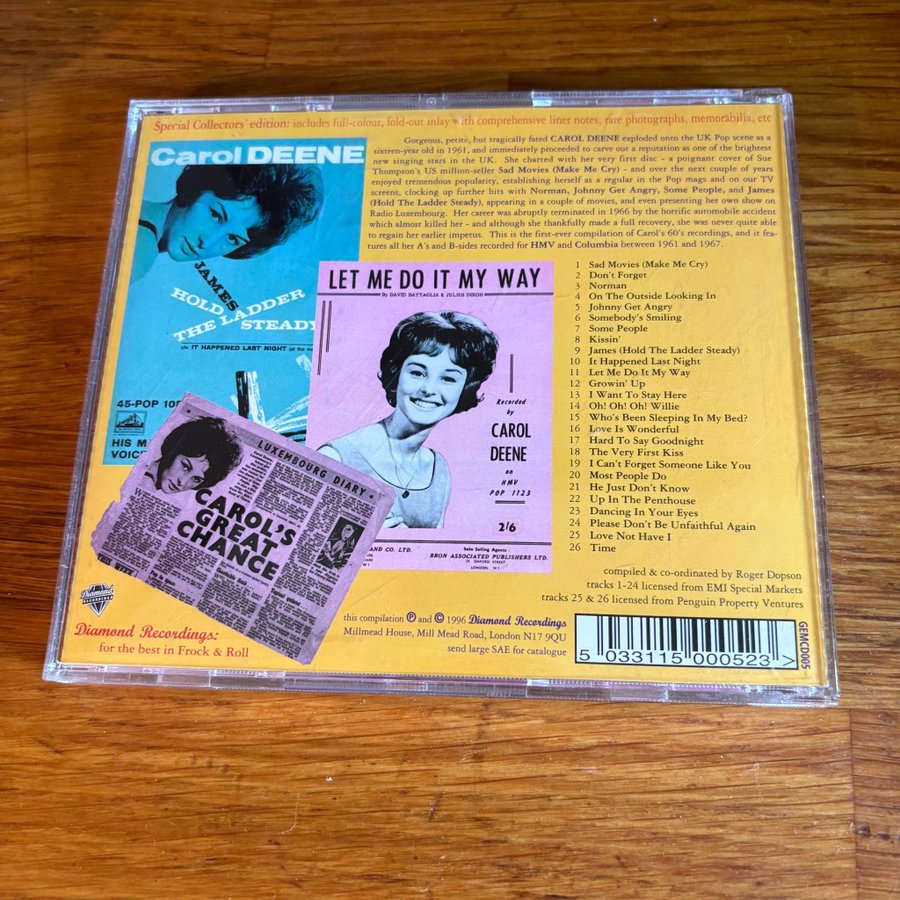 Special Collectors' edition: includes full-colour, fold-out inlay with comprehensive liner notes, rare photographs, memorabilia, etc
Gorgeous, petite, but tragically fated CAROL DEENE exploded onto the UK Pop scene as a
sixteen-year old in 1961, and immediately proceeded to carve out a reputation as one of the brightest
new singing stars in the UK. She charted with her very first disc - a poignant cover of Sue
Thompson's US million-seller Sad Movies (Make Me Cry) - and over the next couple of years
enjoyed tremendous popularity, establishing herself as a regular in the Pop mags and on our TV
screens, clocking up further hits with Norman, Johnny Get Angry, Some People, and James
(Hold The Ladder Steady), appearing in a couple of movies, and even presenting her own show on
Radio Luxembourg. Her career was abruptly terminated in 1966 by the horrific automobile accident
which almost killed her - and although she thankfully made a full recovery, she was never quite able
to regain her earlier impetus. This is the first-ever compilation of Carol's 60's recordings, and it fea-
tures all her A's and B-sides recorded for HMV and Columbia between 1961 and 1967.
Carol DEENE
JAMES
HOLD THE LADDER
STEADY
IT HAPPENED LAST NIGHT
45-POP 108
HIS M
VOIC
LET ME DO IT MY WAY
By DAVID BATTAGLIA & JULIUS DIXON
Recorded
by
CAROL
DEENE
on
HMV
POP 1123
2/6
AND CO. LTD.
Sole Selling Agents:
BRON ASSOCIATED PUBLISHERS LTD.
OXFORD STREET
LONDON. W.1
LUXEMBOURG DIARY
CAROL'S
GREAT
CHANCE
THIS WEEK
1 Sad Movies (Make Me Cry)
2 Don't Forget
3 Norman
4 On The Outside Looking In
5 Johnny Get Angry
6 Somebody's Smiling
7 Some People
8 Kissin'
9 James (Hold The Ladder Steady)
10 It Happened Last Night
11 Let Me Do It My Way
12 Growin' Up
13 I Want To Stay Here
14 Oh! Oh! Oh! Willie
15 Who's Been Sleeping In My Bed?
16 Love Is Wonderful
17 Hard To Say Goodnight
18 The Very First Kiss
19 I Can't Forget Someone Like You
20 Most People Do
21 He Just Don't Know
22 Up In The Penthouse
23 Dancing In Your Eyes
24 Please Don't Be Unfaithful Again
25 Love Not Have I
26 Time
compiled & co-ordinated by Roger Dopson
tracks 1-24 licensed from EMI Special Markets
tracks 25 & 26 licensed from Penguin Property Ventures
Diamond
RECORDINGS
Diamond Recordings:
for the best in Frock & Roll
this compilation ℗ and © 1996 Diamond Recordings
Millmead House, Mill Mead Road, London N17 9QU
send large SAE for catalogue
5 033115 000523 >
GEMCD005